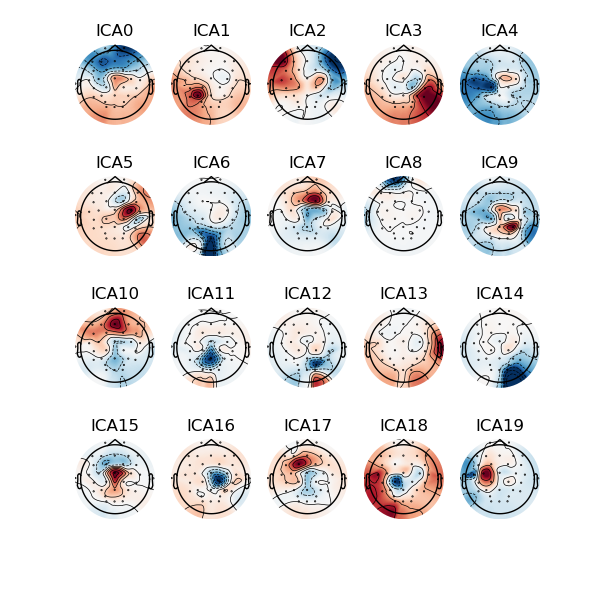 ICA0 ICA1 ICA2 ICA3 ICA4
ICA5 ICA6 ICA7 ICA8 ICA9
ICA10 ICA11 ICA12 ICA13 ICA14
ICA15 ICA16 ICA17 ICA18 ICA19